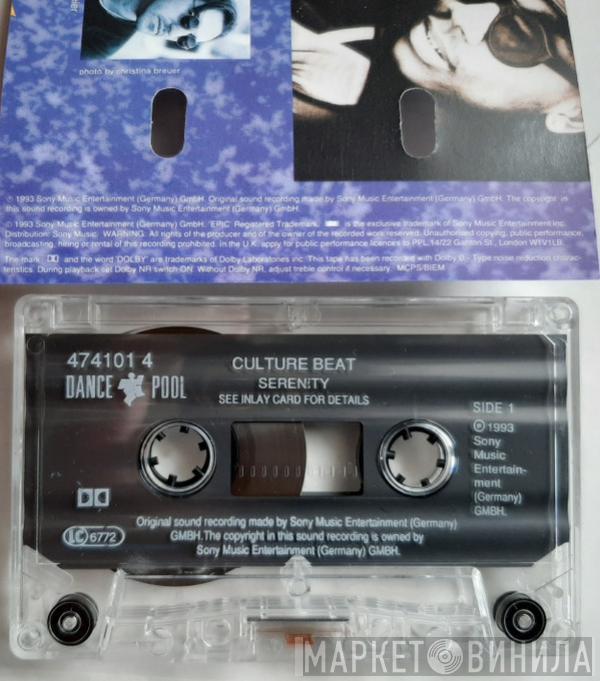 photo by christina breuer
℗ 1993 Sony Music Entertainment (Germany) GmbH. Original sound recording made by Sony Music Entertainment (Germany) GmbH. The copyright in
this sound recording is owned by Sony Music Entertainment (Germany) GmbH.
© 1993 Sony Music Entertainment (Germany) GmbH. 'EPIC' Registered Trademark. is the exclusive trademark of Sony Music Entertainment Inc.
Distribution: Sony Music. WARNING: All rights of the producer and of the owner of the recorded work reserved. Unauthorised copying, public performance,
broadcasting, hiring or rental of this recording prohibited. In the U.K. apply for public performance licences to PPL,14/22 Ganton St., London W1V1LB.
The mark and the word 'DOLBY' are trademarks of Dolby Laboratories inc. This tape has been recorded with Dolby B - Type noise reduction charac-
teristics. During playback set Dolby NR switch ON. Without Dolby NR, adjust treble control if necessary. MCPS/BIEM
474101 4
DANCE POOL
CULTURE BEAT
SERENITY
SEE INLAY CARD FOR DETAILS
SIDE 1
℗ 1993
Sony
Music
Entertain-
ment
(Germany)
GMBH.
LC 6772
Original sound recording made by Sony Music Entertainment (Germany)
GMBH.The copyright in this sound recording is owned by
Sony Music Entertainment (Germany) GMBH.
МАРКЕТ ВИНИЛА